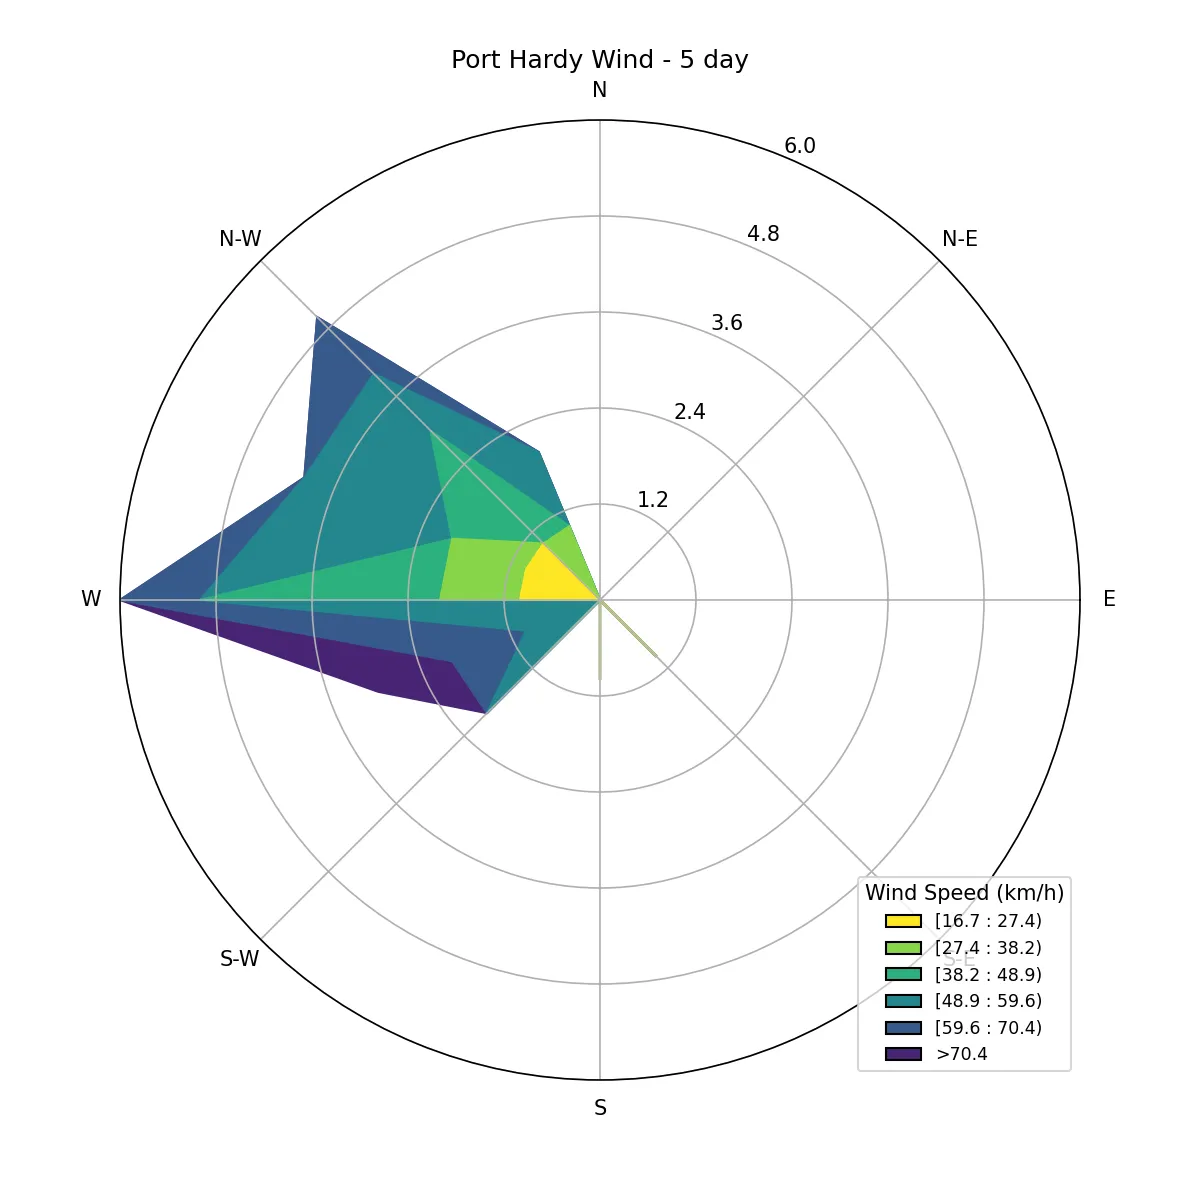 Port Hardy Wind - 5 day
N
6.0
N-W
N-E
4.8
3.6
2.4
1.2
W
E
S-W
S-E
S
Wind Speed (km/h)
[16.7 : 27.4)
[27.4 : 38.2)
[38.2 : 48.9)
[48.9 : 59.6)
[59.6 : 70.4)
>70.4